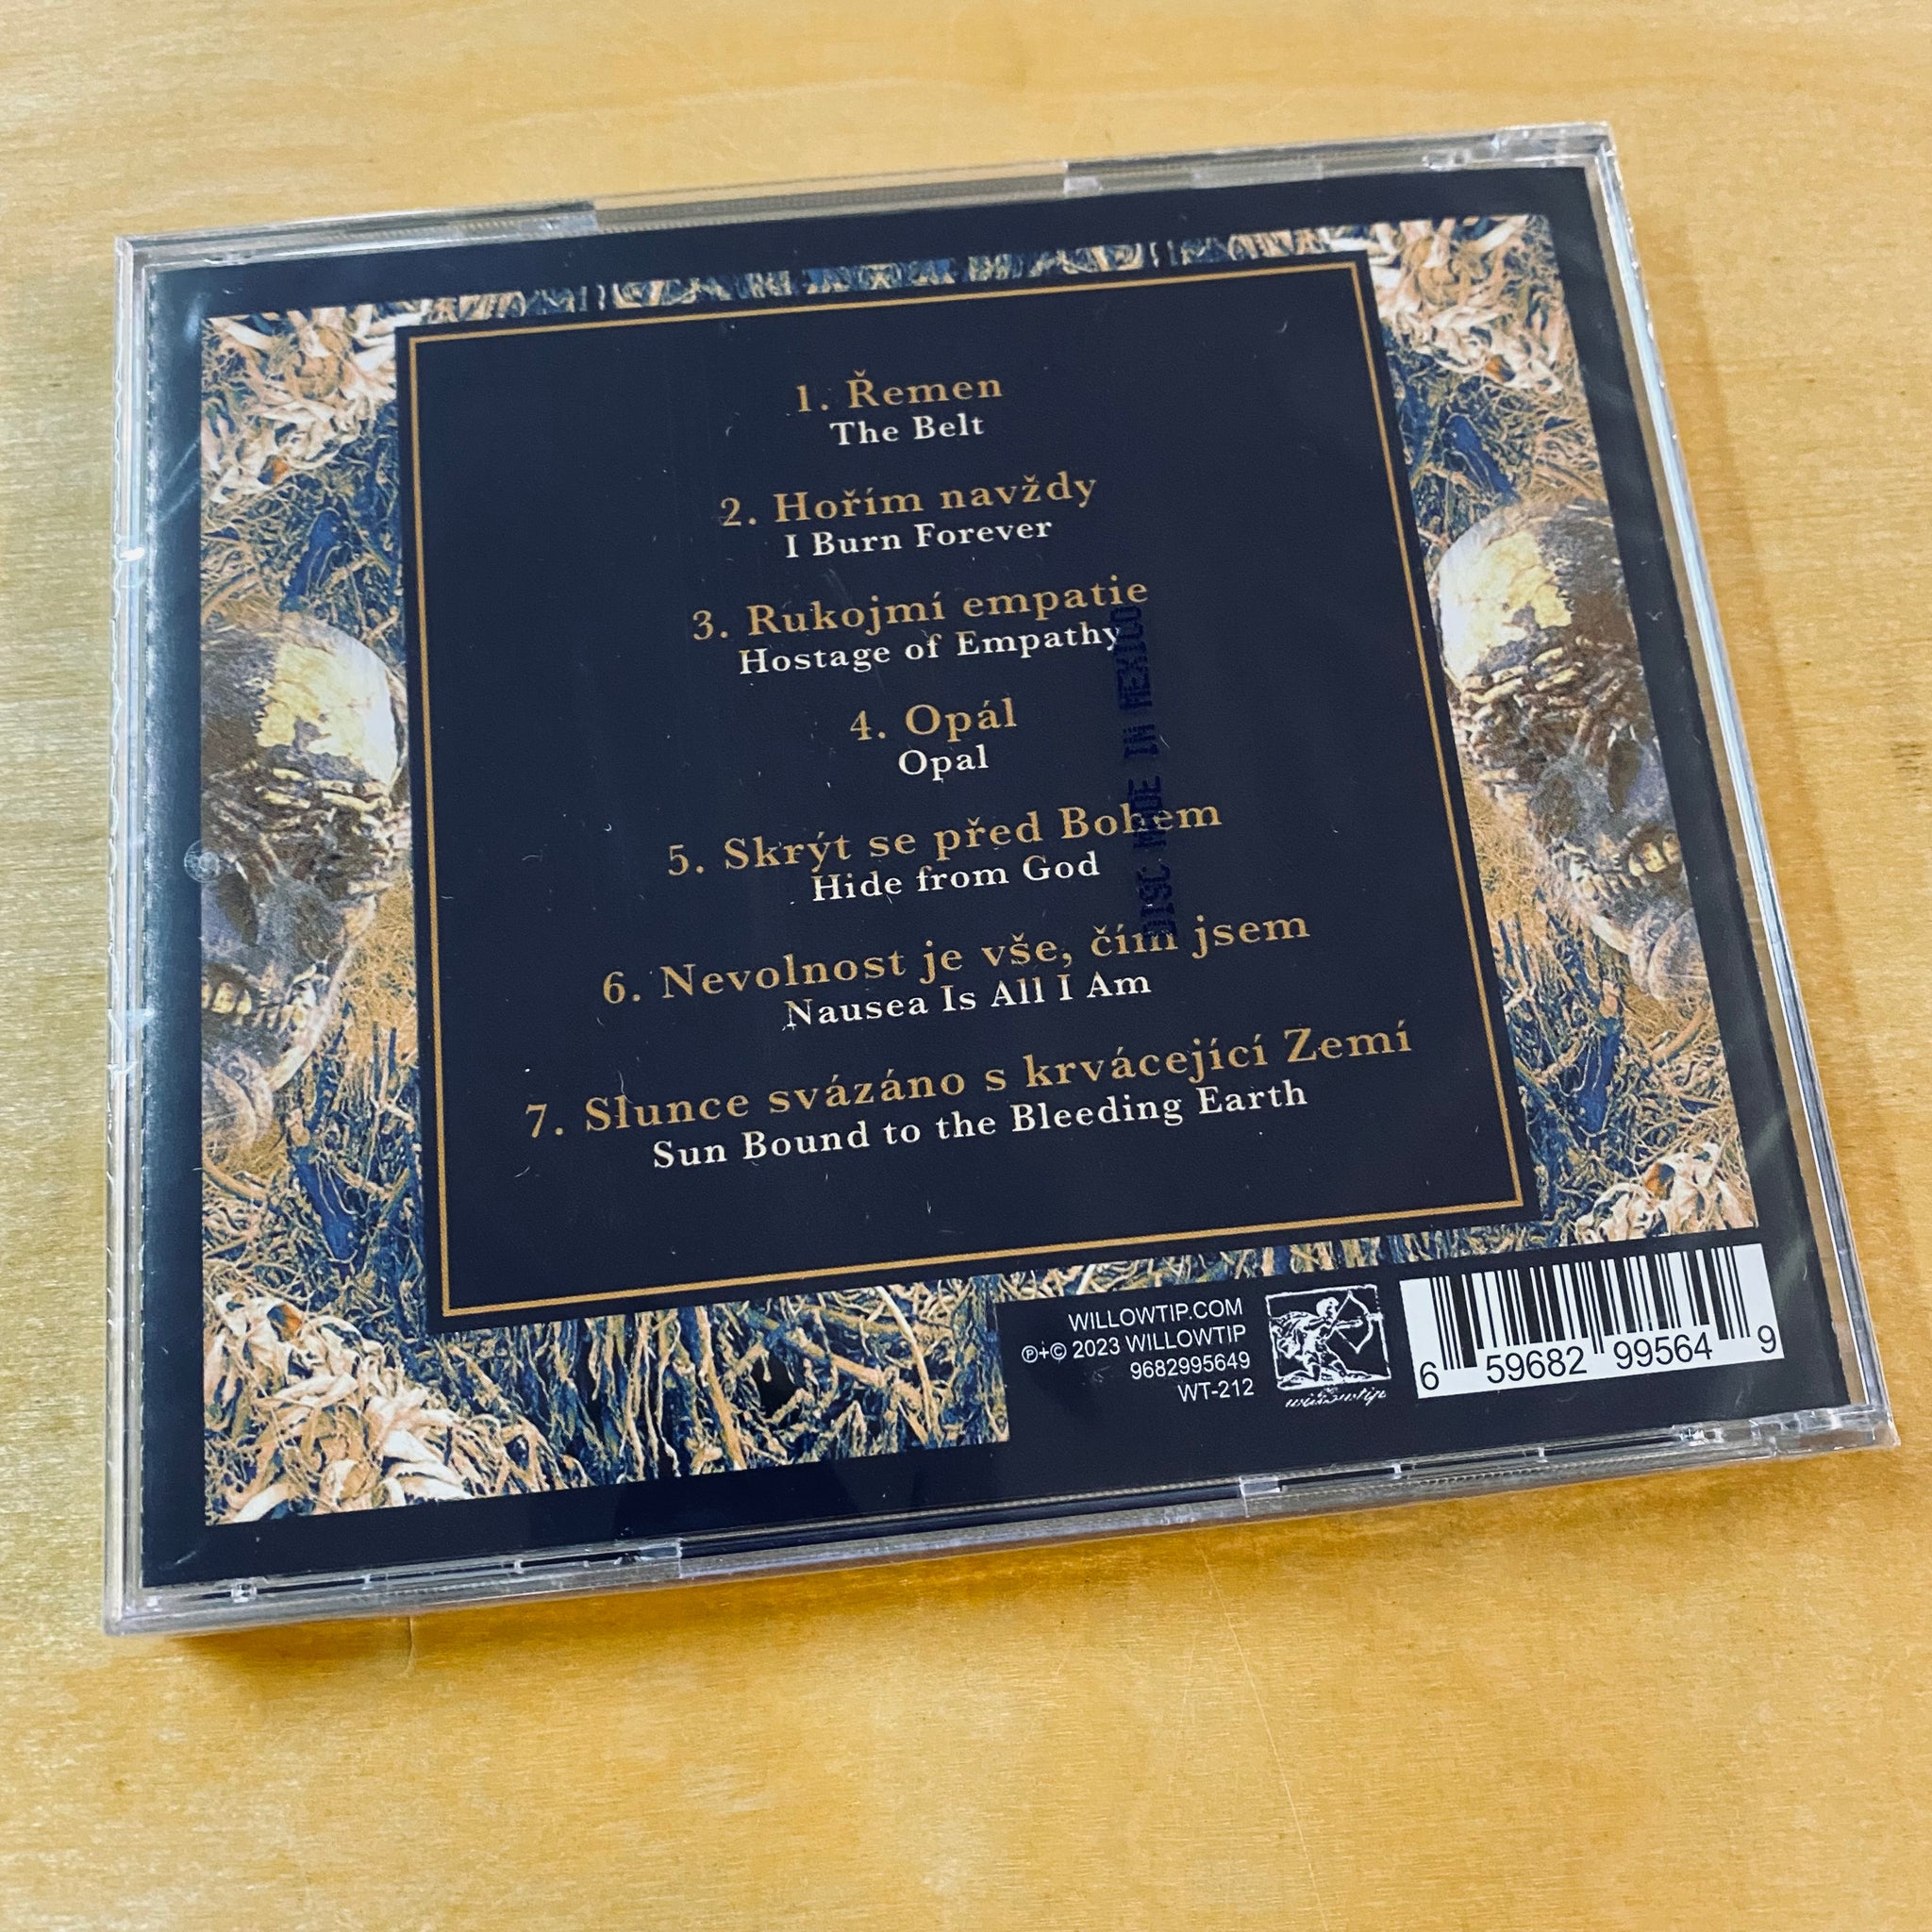 1. Řemen
The Belt
2. Hořím navždy
I Burn Forever
3. Rukojmí empatie
Hostage of Empathy
4. Opál
Opal
5. Skrýt se před Bohem
Hide from God
6. Nevolnost je vše, čím jsem
Nausea Is All I Am
7. Slunce svázáno s krvácející Zemí
Sun Bound to the Bleeding Earth
DISC MADE IN MEXICO
WILLOWTIP.COM
℗+© 2023 WILLOWTIP
9682995649
WT-212
willowtip
6 59682 99564 9